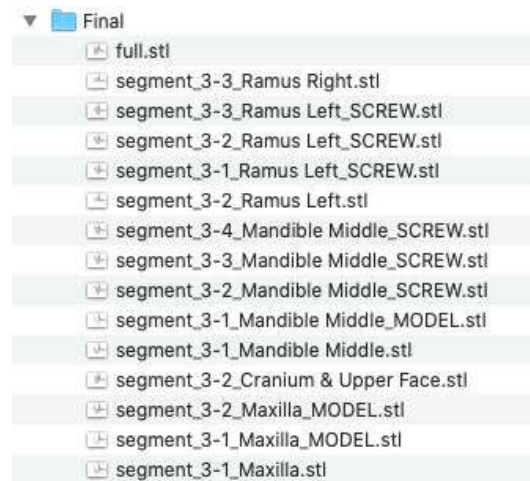 Final
full.stl
segment_3-3_Ramus Right.stl
segment_3-3_Ramus Left_SCREW.stl
segment_3-2_Ramus Left_SCREW.stl
segment_3-1_Ramus Left_SCREW.stl
segment_3-2_Ramus Left.stl
segment_3-4_Mandible Middle_SCREW.stl
segment_3-3_Mandible Middle_SCREW.stl
segment_3-2_Mandible Middle_SCREW.stl
segment_3-1_Mandible Middle_MODEL.stl
segment_3-1_Mandible Middle.stl
segment_3-2_Cranium & Upper Face.stl
segment_3-2_Maxilla_MODEL.stl
segment_3-1_Maxilla_MODEL.stl
segment_3-1_Maxilla.stl